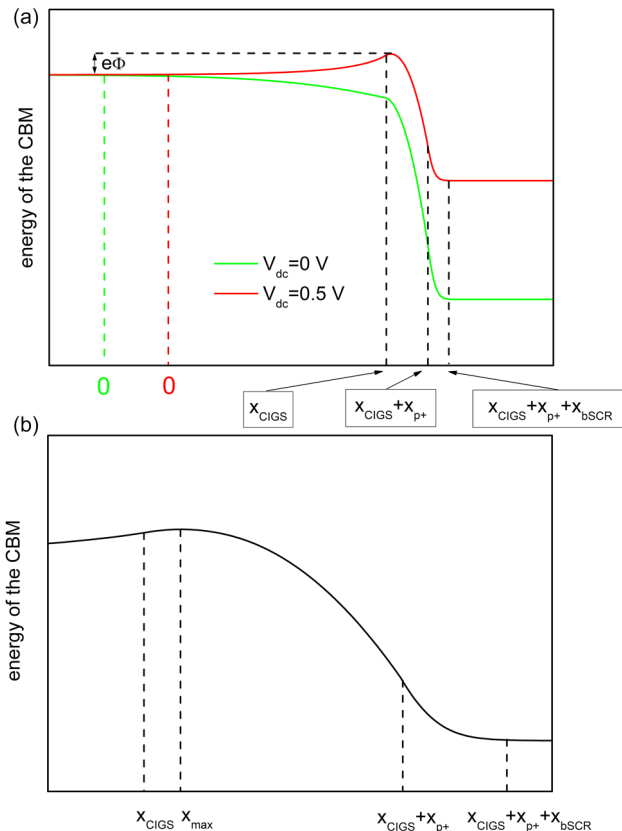 (a)
eΦ
energy of the CBM
V_dc=0 V
V_dc=0.5 V
0 0
x_CIGS x_CIGS+x_p+ x_CIGS+x_p++x_bSCR
(b)
energy of the CBM
x_CIGS x_max x_CIGS+x_p+ x_CIGS+x_p++x_bSCR